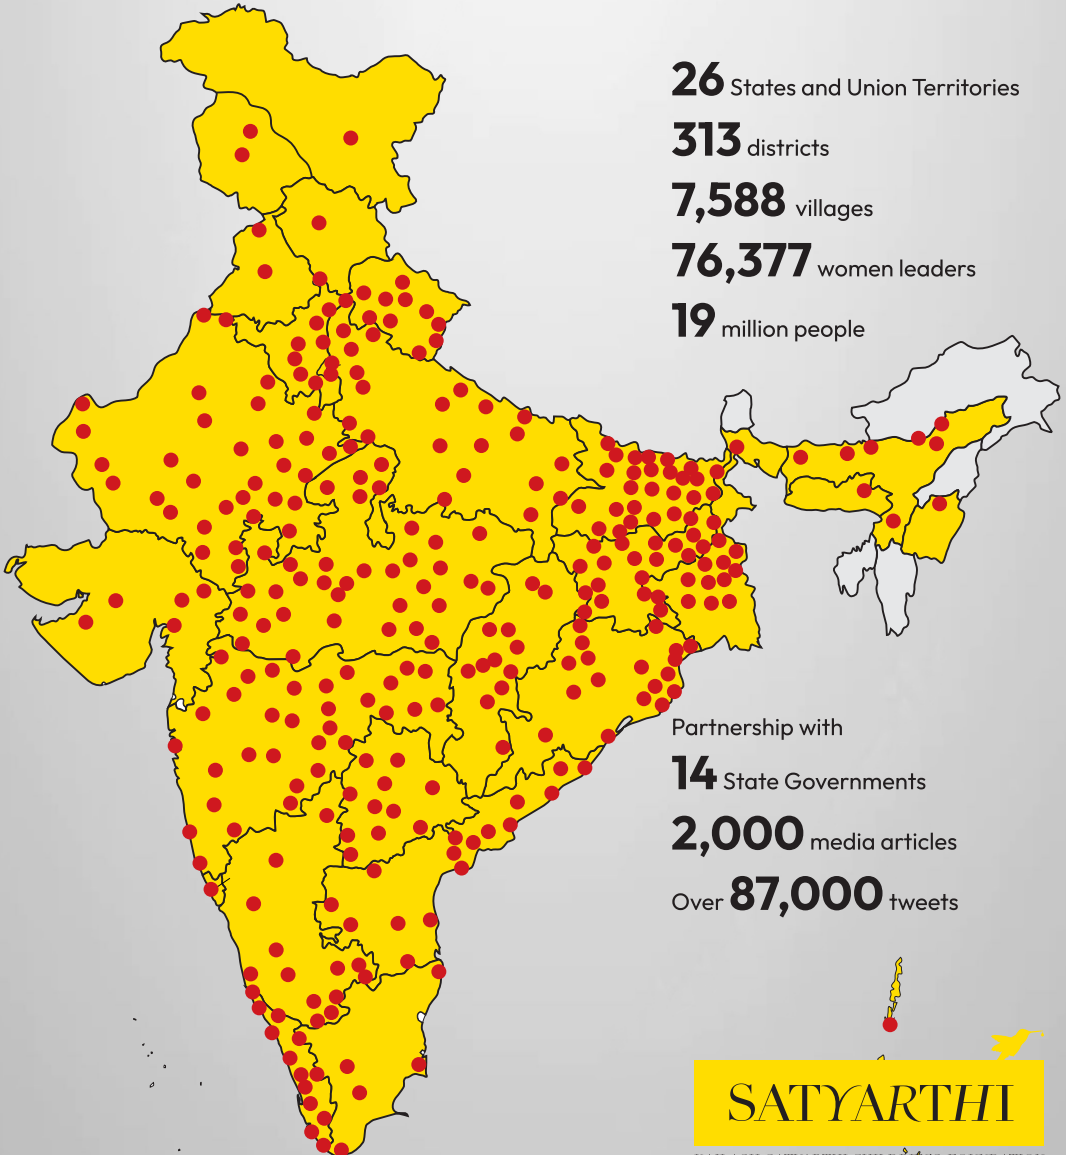 26 States and Union Territories
313 districts
7,588 villages
76,377 women leaders
19 million people
Partnership with
14 State Governments
2,000 media articles
Over 87,000 tweets
SATYARTHI